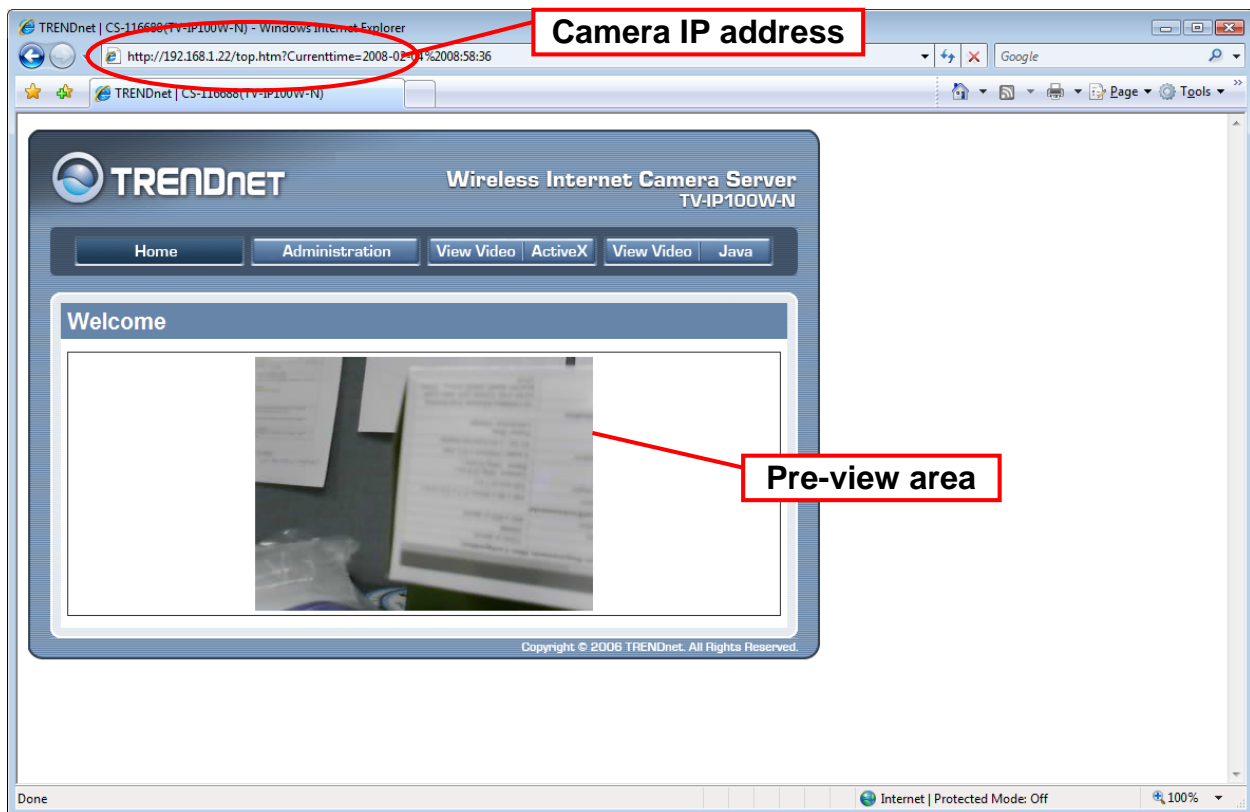 TRENDnet | CS-116688(TV-IP100W-N) - Windows Internet Explorer
Camera IP address
http://192.168.1.22/top.htm?Currenttime=2008-02-04%2008:58:36
Google
TRENDnet | CS-116688(TV-IP100W-N)
Page
Tools
TRENDNET
Wireless Internet Camera Server
TV-IP100W-N
Home
Administration
View Video
ActiveX
View Video
Java
Welcome
Pre-view area
Copyright © 2006 TRENDnet. All Rights Reserved.
Done
Internet | Protected Mode: Off
100%